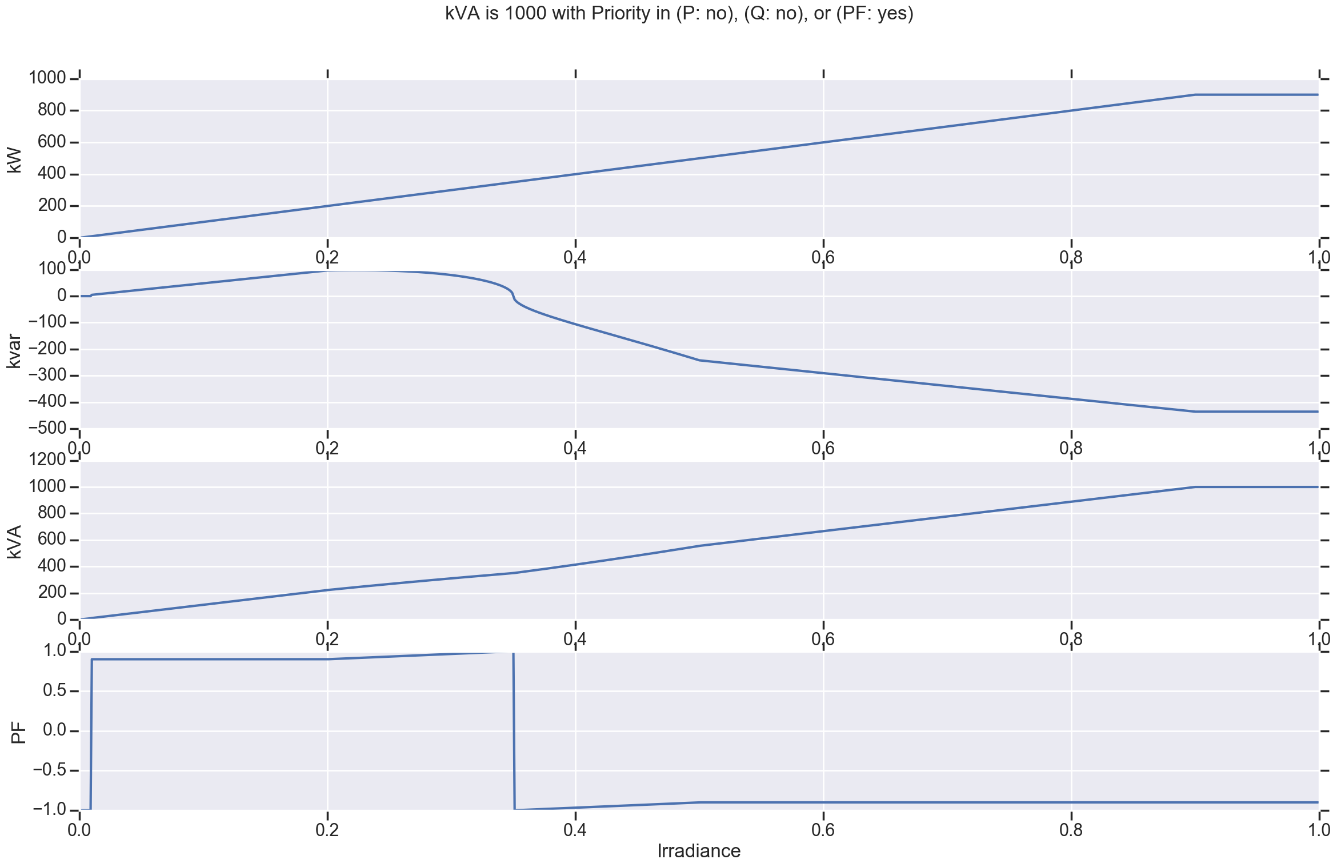 kVA is 1000 with Priority in (P: no), (Q: no), or (PF: yes)
1000
800
600
400
200
0
kW
0.0 0.2 0.4 0.6 0.8 1.0
100
0
−100
−200
−300
−400
−500
kvar
0.0 0.2 0.4 0.6 0.8 1.0
1200
1000
800
600
400
200
0
kVA
0.0 0.2 0.4 0.6 0.8 1.0
1.0
0.5
0.0
−0.5
−1.0
PF
0.0 0.2 0.4 0.6 0.8 1.0
Irradiance